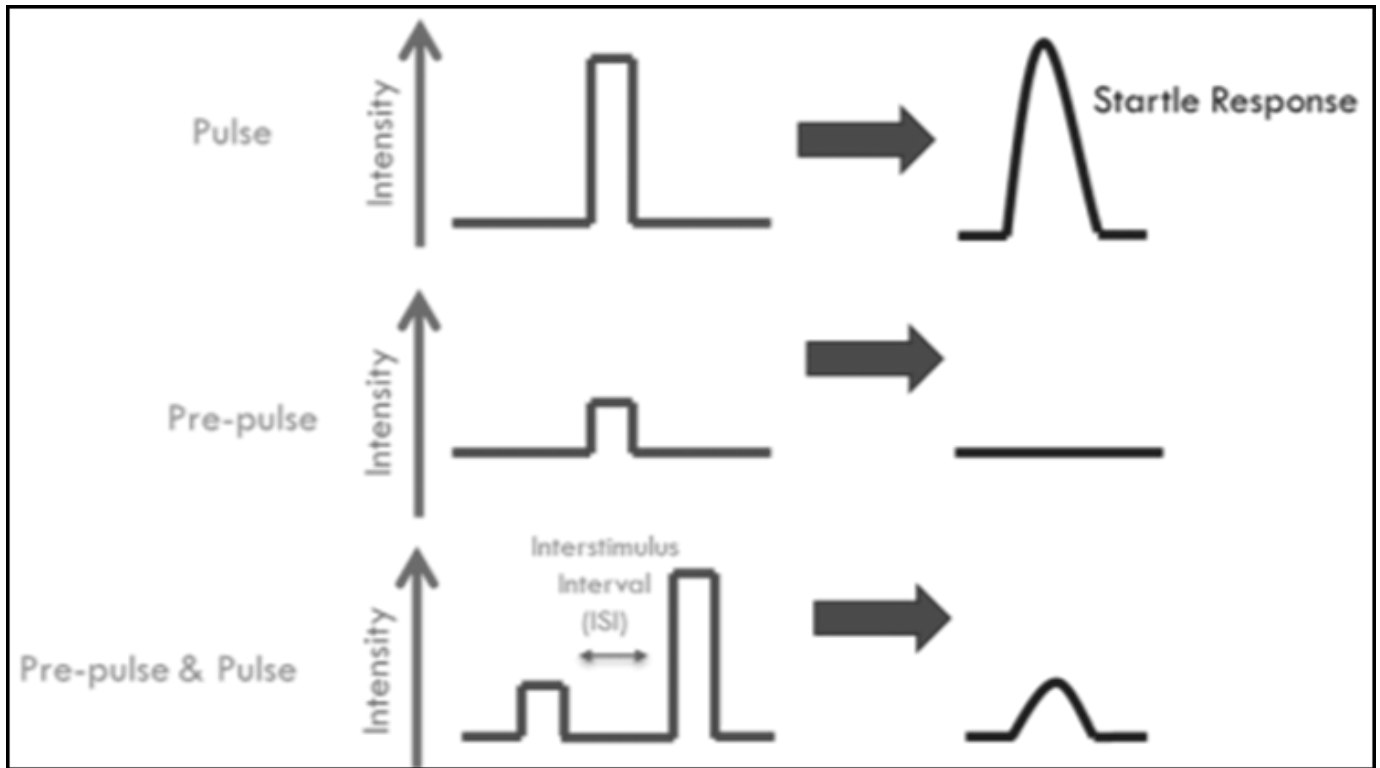 Pulse
Intensity
Startle Response
Pre-pulse
Intensity
Interstimulus
Interval
(ISI)
Pre-pulse & Pulse
Intensity